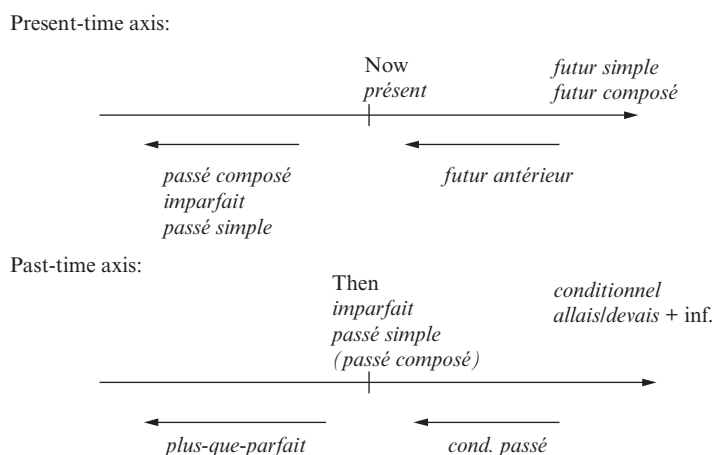 Present-time axis:
Now
présent
futur simple
futur composé
passé composé
imparfait
passé simple
futur antérieur
Past-time axis:
Then
imparfait
passé simple
(passé composé)
conditionnel
allais/devais + inf.
plus-que-parfait
cond. passé